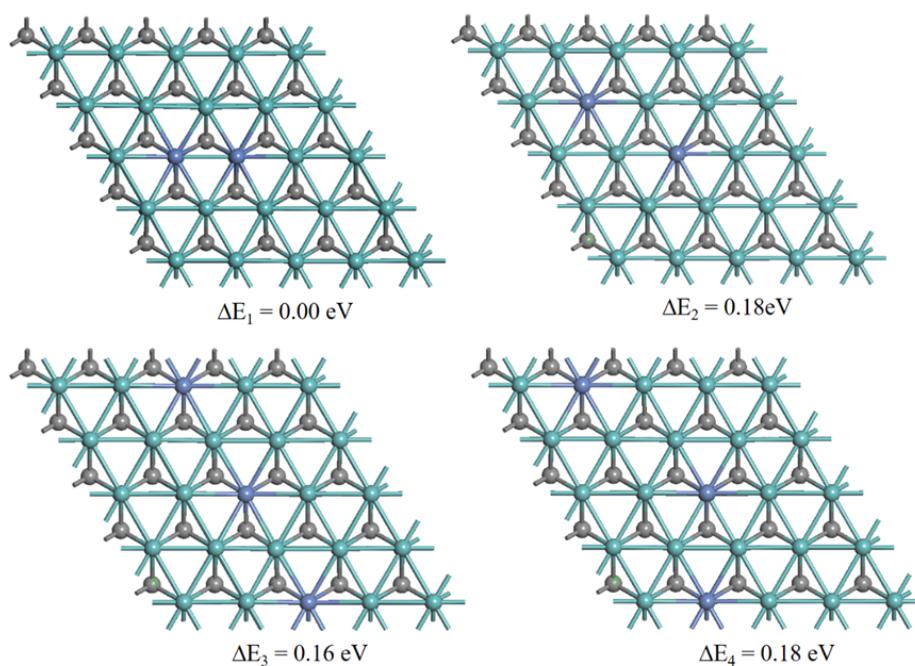 ΔE₁ = 0.00 eV
ΔE₂ = 0.18eV
ΔE₃ = 0.16 eV
ΔE₄ = 0.18 eV